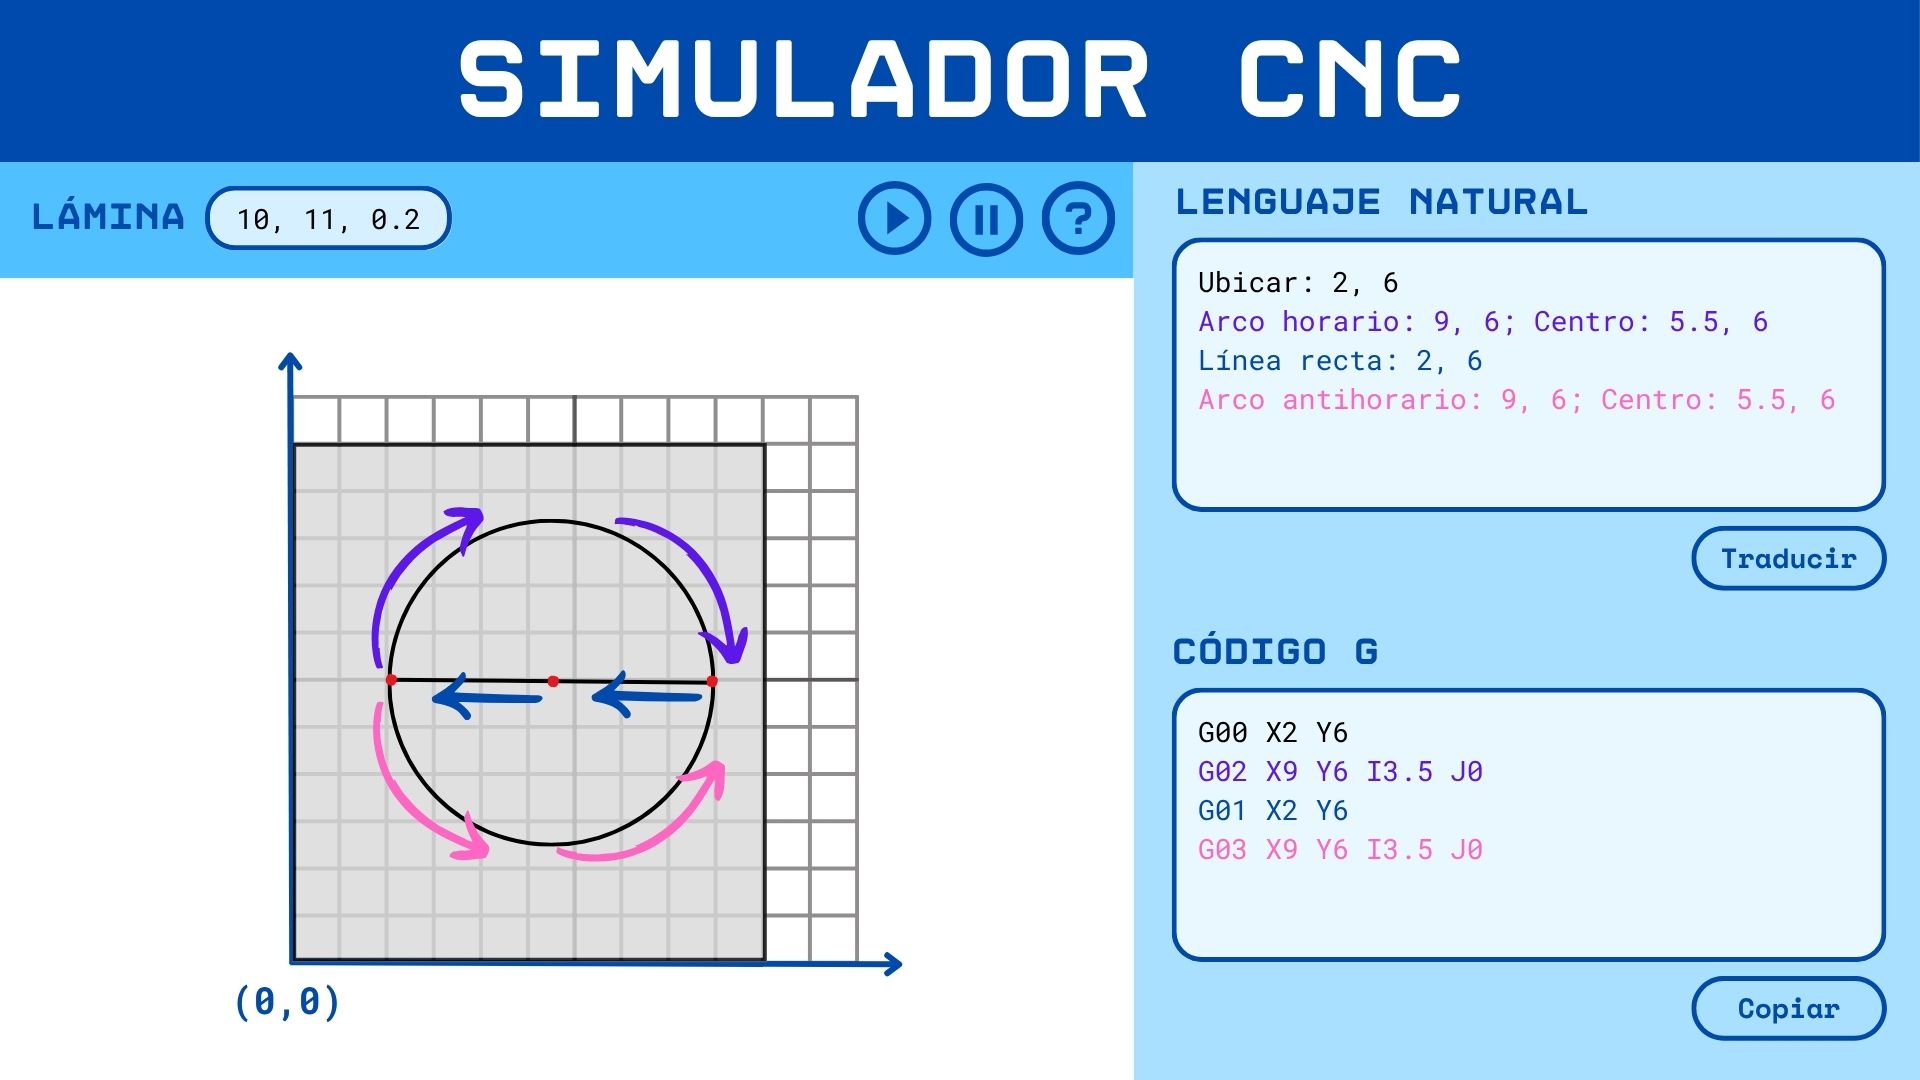 SIMULADOR CNC
LÁMINA
10, 11, 0.2
?
(0,0)
LENGUAJE NATURAL
Ubicar: 2, 6
Arco horario: 9, 6; Centro: 5.5, 6
Línea recta: 2, 6
Arco antihorario: 9, 6; Centro: 5.5, 6
Traducir
CÓDIGO G
G00 X2 Y6
G02 X9 Y6 I3.5 J0
G01 X2 Y6
G03 X9 Y6 I3.5 J0
Copiar